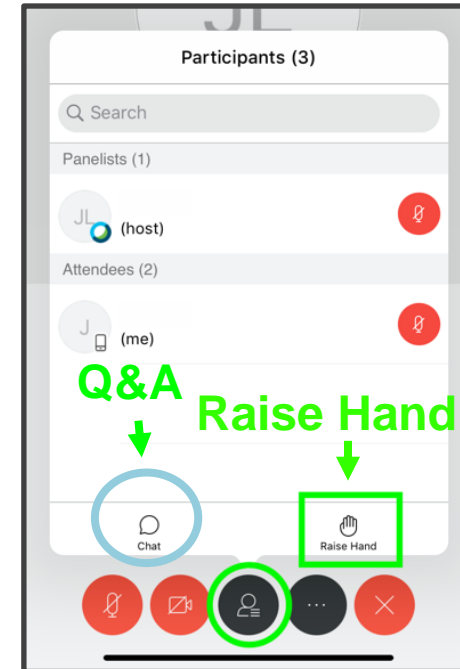 JL
Participants (3)
Search
Panelists (1)
JL
(host)
Attendees (2)
J
(me)
Q&A
Raise Hand
Chat
Raise Hand